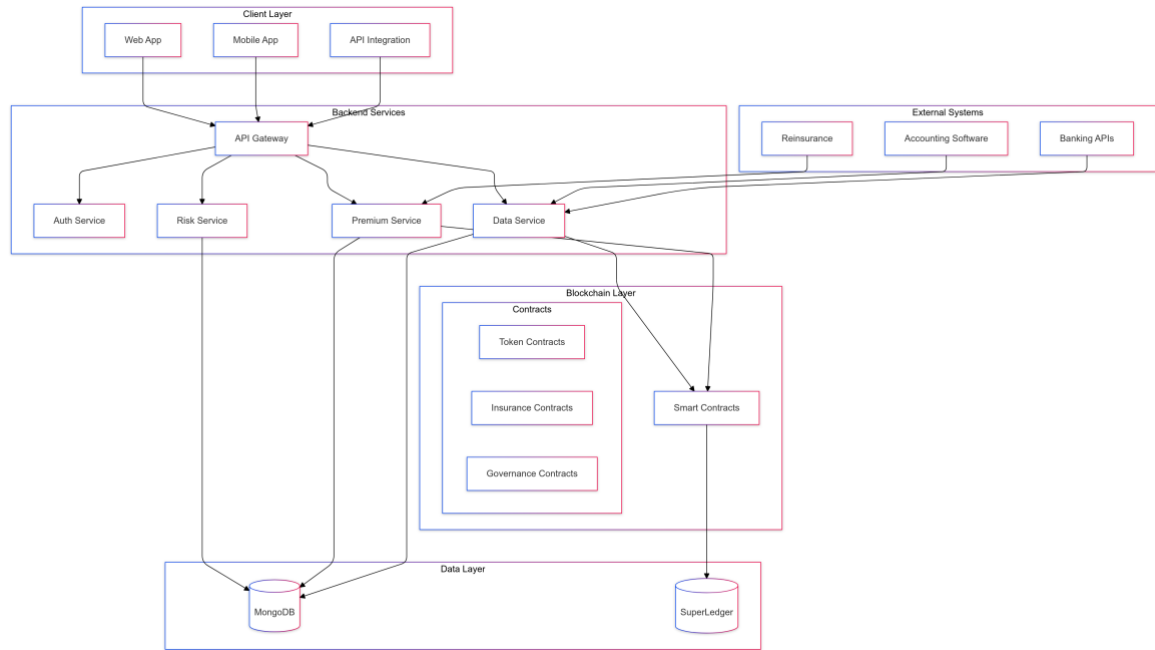 Client Layer
Web App
Mobile App
API Integration
Backend Services
External Systems
API Gateway
Reinsurance
Accounting Software
Banking APIs
Auth Service
Risk Service
Premium Service
Data Service
Blockchain Layer
Contracts
Token Contracts
Insurance Contracts
Smart Contracts
Governance Contracts
Data Layer
MongoDB
SuperLedger